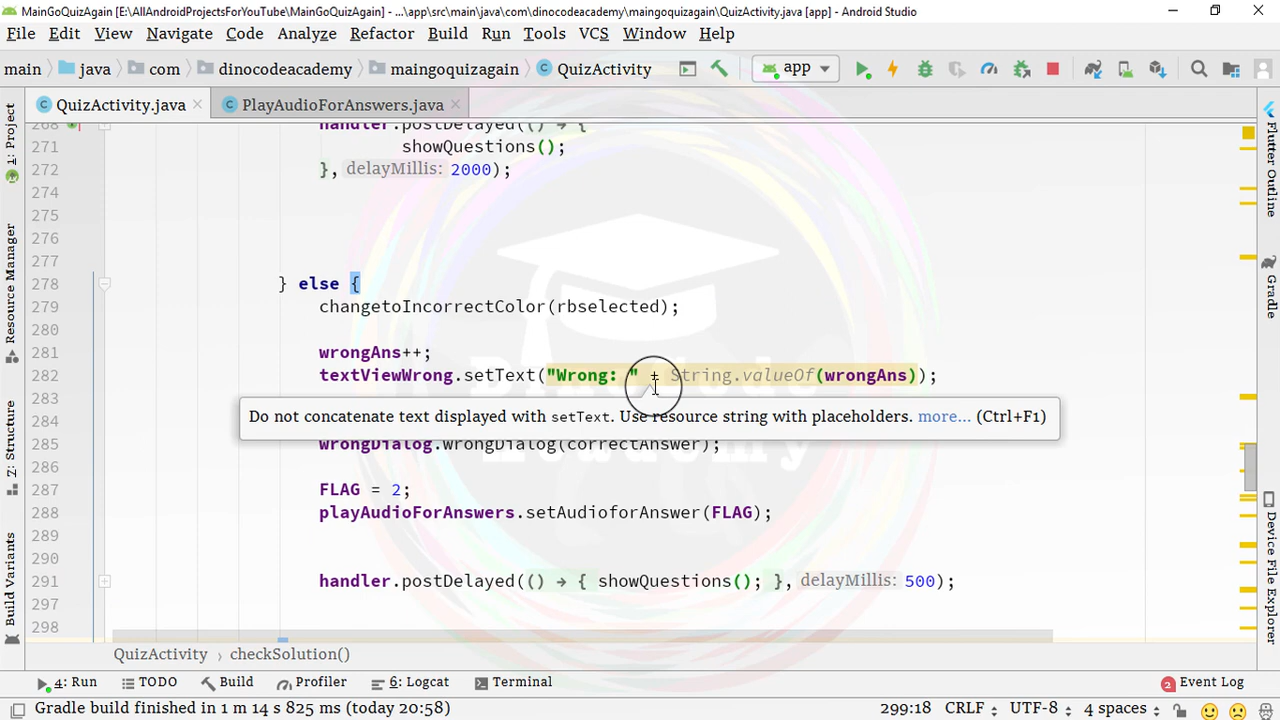 MainGoQuizAgain [E:\AllAndroidProjectsForYouTube\MainGoQuizAgain] - ...\app\src\main\java\com\dinocodeacademy\maingoquizagain\QuizActivity.java [app] - Android Studio
File Edit View Navigate Code Analyze Refactor Build Run Tools VCS Window Help
main java com dinocodeacademy maingoquizagain QuizActivity app
QuizActivity.java PlayAudioForAnswers.java
268 handler.postDelayed(() → {
271 showQuestions();
272 }, delayMillis: 2000);
274
275
276
277
278 } else {
279 changetoIncorrectColor(rbselected);
280
281 wrongAns++;
282 textViewWrong.setText("Wrong: " + String.valueOf(wrongAns));
283
Do not concatenate text displayed with setText. Use resource string with placeholders. more... (Ctrl+F1)
284
285 wrongDialog.wrongDialog(correctAnswer);
286
287 FLAG = 2;
288 playAudioForAnswers.setAudioforAnswer(FLAG);
289
290
291 handler.postDelayed(() → { showQuestions(); }, delayMillis: 500);
297
298
QuizActivity › checkSolution()
4: Run TODO Build Profiler 6: Logcat Terminal 2 Event Log
Gradle build finished in 1 m 14 s 825 ms (today 20:58) 299:18 CRLF UTF-8 4 spaces
1: Project
Resource Manager
Z: Structure
Build Variants
Flutter Outline
Gradle
Device File Explorer
Academy